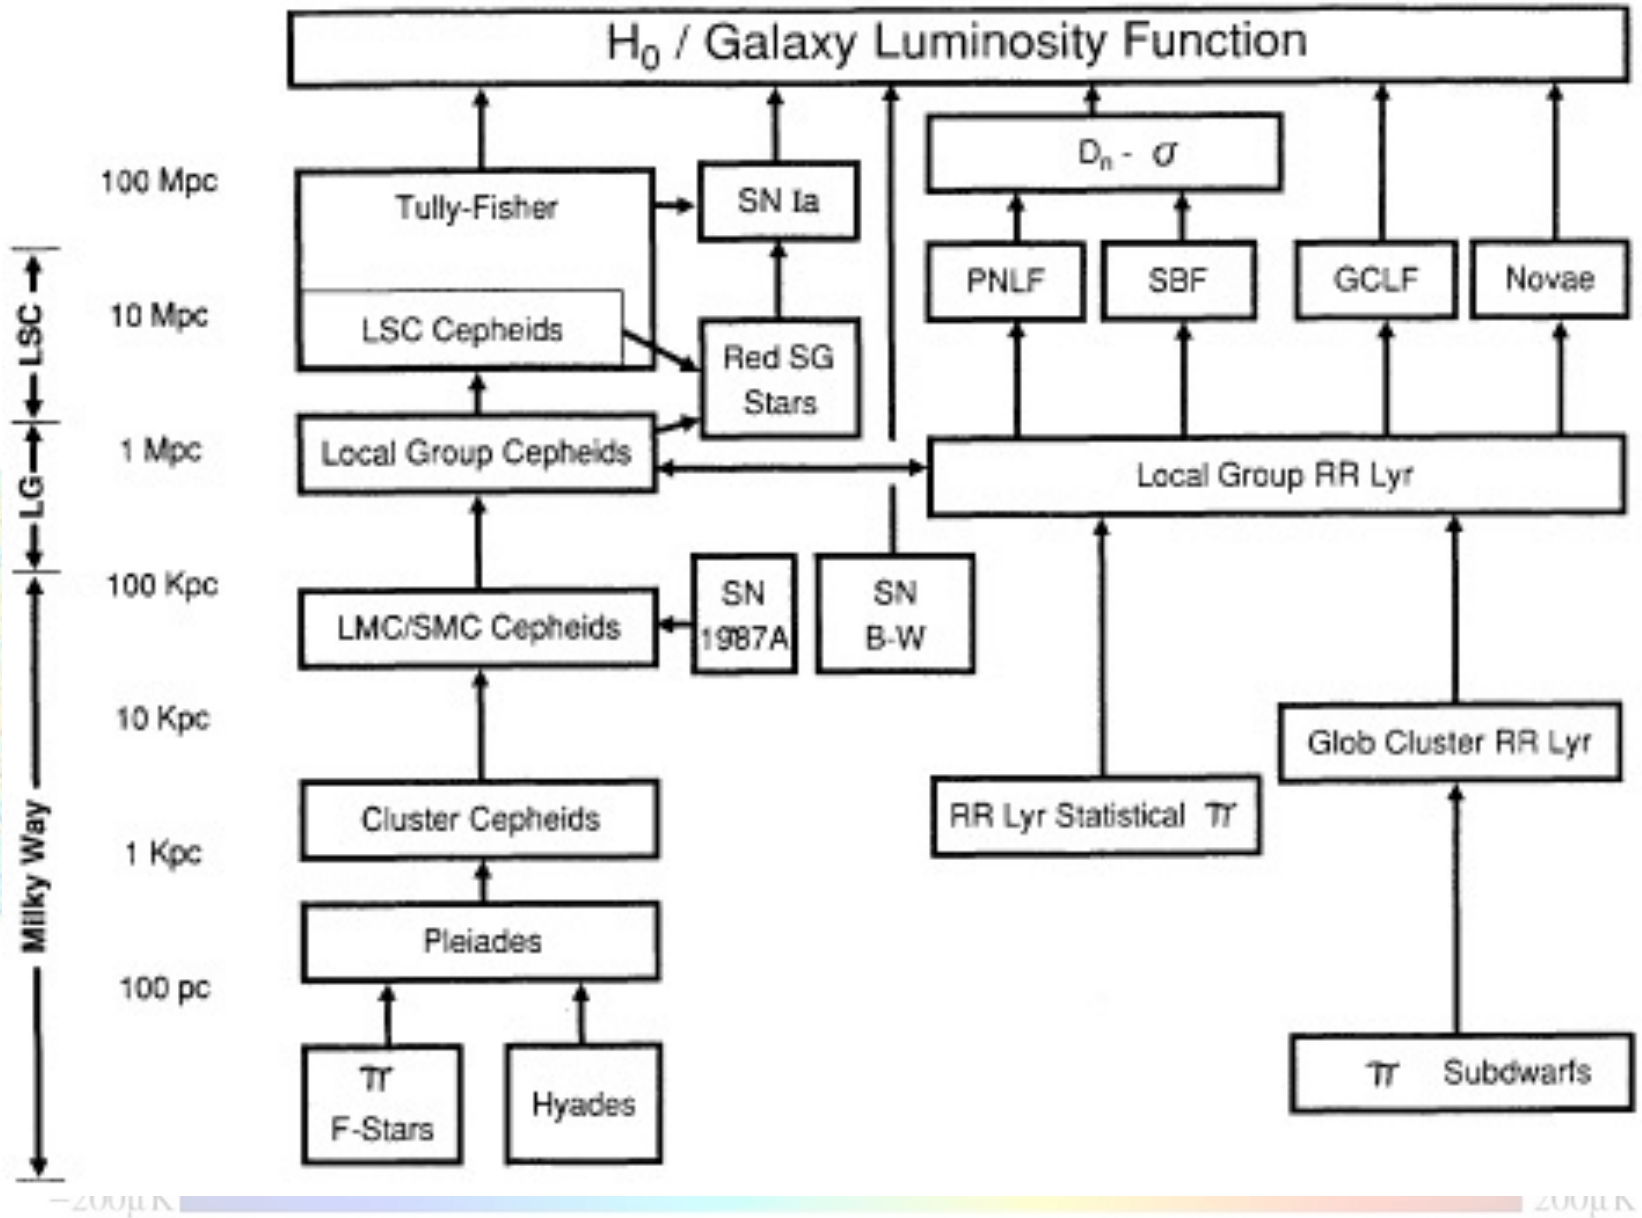 H₀ / Galaxy Luminosity Function
Dₙ - σ
100 Mpc
Tully-Fisher
SN Ia
PNLF
SBF
GCLF
Novae
10 Mpc
LSC Cepheids
Red SG
Stars
LSC
1 Mpc
Local Group Cepheids
Local Group RR Lyr
LG
100 Kpc
LMC/SMC Cepheids
SN
1987A
SN
B-W
10 Kpc
Glob Cluster RR Lyr
Cluster Cepheids
RR Lyr Statistical π
1 Kpc
Milky Way
Pleiades
100 pc
π
F-Stars
Hyades
π Subdwarfs
-200μK
200μK